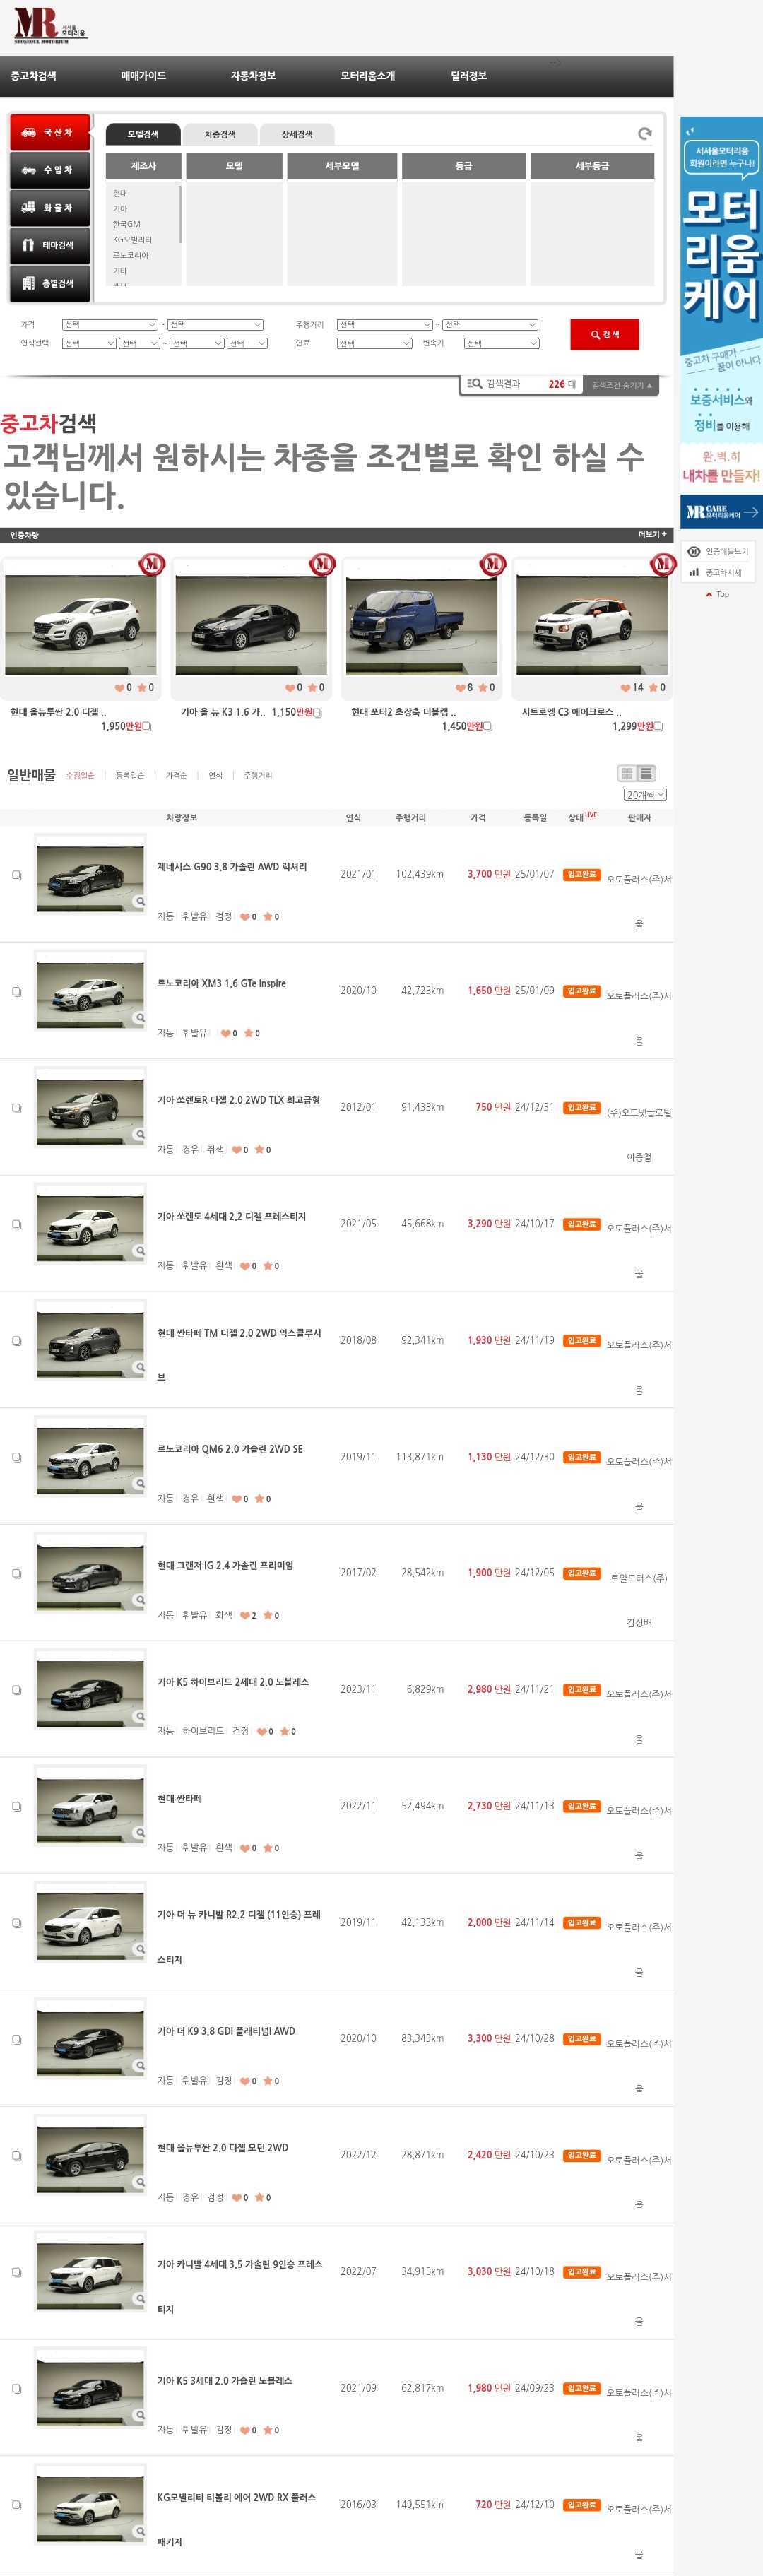 MR 서서울 모터리움
SEOSEOUL MOTORIUM
중고차검색 매매가이드 자동차정보 모터리움소개 딜러정보
국산차
수입차
화물차
테마검색
층별검색
모델검색 차종검색 상세검색
제조사 모델 세부모델 등급 세부등급
현대
기아
한국GM
KG모빌리티
르노코리아
기타
가격 선택 ~ 선택 주행거리 선택 ~ 선택
연식선택 선택 선택 ~ 선택 선택 연료 선택 변속기 선택
검색
검색결과 226 대 검색조건 숨기기 ▲
중고차검색
고객님께서 원하시는 차종을 조건별로 확인 하실 수
있습니다.
인증차량 더보기 +
0 0 0 0 8 0 14 0
현대 올뉴투싼 2.0 디젤 ..
1,950만원
기아 올 뉴 K3 1.6 가.. 1,150만원
현대 포터2 초장축 더블캡 ..
1,450만원
시트로엥 C3 에어크로스 ..
1,299만원
일반매물 수정일순 등록일순 가격순 연식 주행거리
20개씩
차량정보 연식 주행거리 가격 등록일 상태 LIVE 판매자
제네시스 G90 3.8 가솔린 AWD 럭셔리 2021/01 102,439km 3,700 만원 25/01/07 입고완료 오토플러스(주)서
울
자동 휘발유 검정 0 0
르노코리아 XM3 1.6 GTe Inspire 2020/10 42,723km 1,650 만원 25/01/09 입고완료 오토플러스(주)서
울
자동 휘발유 0 0
기아 쏘렌토R 디젤 2.0 2WD TLX 최고급형 2012/01 91,433km 750 만원 24/12/31 입고완료 (주)오토넷글로벌
이종철
자동 경유 쥐색 0 0
기아 쏘렌토 4세대 2.2 디젤 프레스티지 2021/05 45,668km 3,290 만원 24/10/17 입고완료 오토플러스(주)서
울
자동 휘발유 흰색 0 0
현대 싼타페 TM 디젤 2.0 2WD 익스클루시
브
2018/08 92,341km 1,930 만원 24/11/19 입고완료 오토플러스(주)서
울
르노코리아 QM6 2.0 가솔린 2WD SE 2019/11 113,871km 1,130 만원 24/12/30 입고완료 오토플러스(주)서
울
자동 경유 흰색 0 0
현대 그랜저 IG 2.4 가솔린 프리미엄 2017/02 28,542km 1,900 만원 24/12/05 입고완료 로얄모터스(주)
김성배
자동 휘발유 회색 2 0
기아 K5 하이브리드 2세대 2.0 노블레스 2023/11 6,829km 2,980 만원 24/11/21 입고완료 오토플러스(주)서
울
자동 하이브리드 검정 0 0
현대 싼타페 2022/11 52,494km 2,730 만원 24/11/13 입고완료 오토플러스(주)서
울
자동 휘발유 흰색 0 0
기아 더 뉴 카니발 R2.2 디젤 (11인승) 프레
스티지
2019/11 42,133km 2,000 만원 24/11/14 입고완료 오토플러스(주)서
울
기아 더 K9 3.8 GDI 플래티넘I AWD 2020/10 83,343km 3,300 만원 24/10/28 입고완료 오토플러스(주)서
울
자동 휘발유 검정 0 0
현대 올뉴투싼 2.0 디젤 모던 2WD 2022/12 28,871km 2,420 만원 24/10/23 입고완료 오토플러스(주)서
울
자동 경유 검정 0 0
기아 카니발 4세대 3.5 가솔린 9인승 프레스
티지
2022/07 34,915km 3,030 만원 24/10/18 입고완료 오토플러스(주)서
울
기아 K5 3세대 2.0 가솔린 노블레스 2021/09 62,817km 1,980 만원 24/09/23 입고완료 오토플러스(주)서
울
자동 휘발유 검정 0 0
KG모빌리티 티볼리 에어 2WD RX 플러스
패키지
2016/03 149,551km 720 만원 24/12/10 입고완료 오토플러스(주)서
울
서서울모터리움
회원이라면 누구나!
모터
리움
케어
중고차 구매가
끝이 아니다
보증서비스와
정비를 이용해
완.벽.히
내차를 만들자!
MR CARE 모터리움케어
인증매물보기
중고차시세
Top